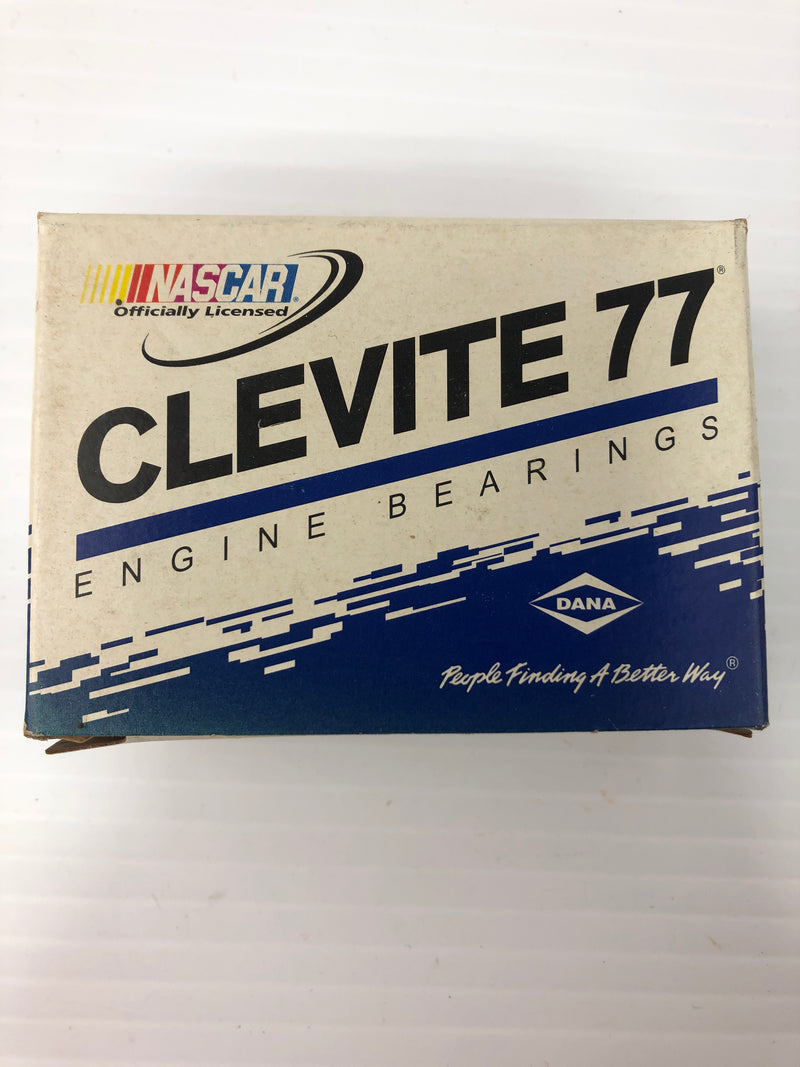 NASCAR®
Officially Licensed
CLEVITE 77®
ENGINE BEARINGS
DANA
People Finding A Better Way®